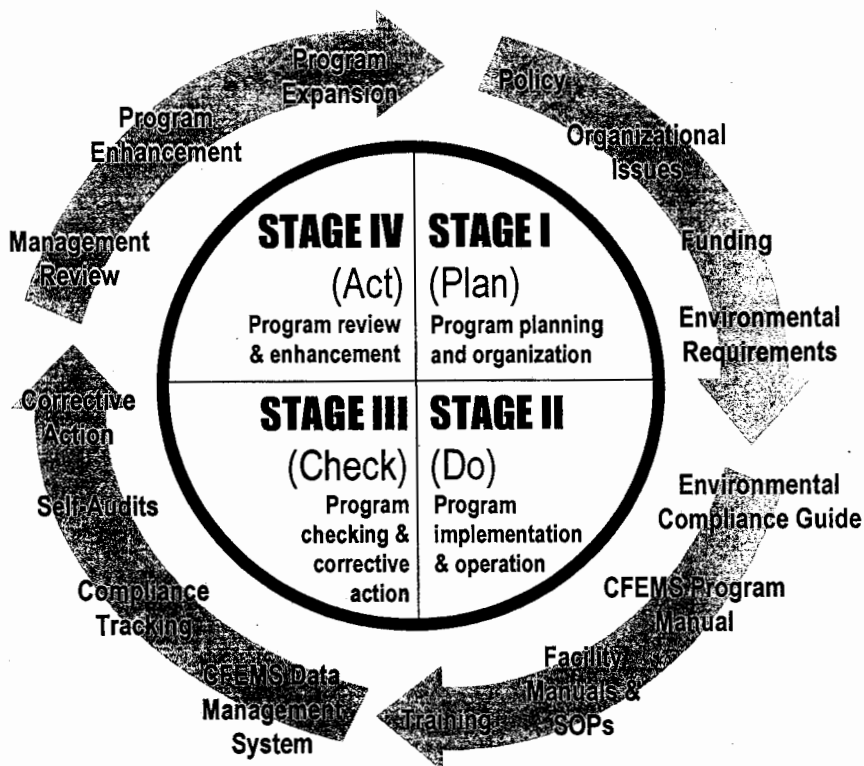 Program
Expansion
Program
Enhancement
Management
Review
Policy
Organizational
Issues
Funding
Environmental
Requirements
STAGE IV
(Act)
Program review
& enhancement
STAGE I
(Plan)
Program planning
and organization
STAGE III
(Check)
Program
checking &
corrective
action
STAGE II
(Do)
Program
implementation
& operation
Environmental
Compliance Guide
CFEMS Program
Manual
Facility
Manuals &
SOPs
Training
CFEMS Data
Management
System
Compliance
Tracking
Self-Audits
Corrective
Action